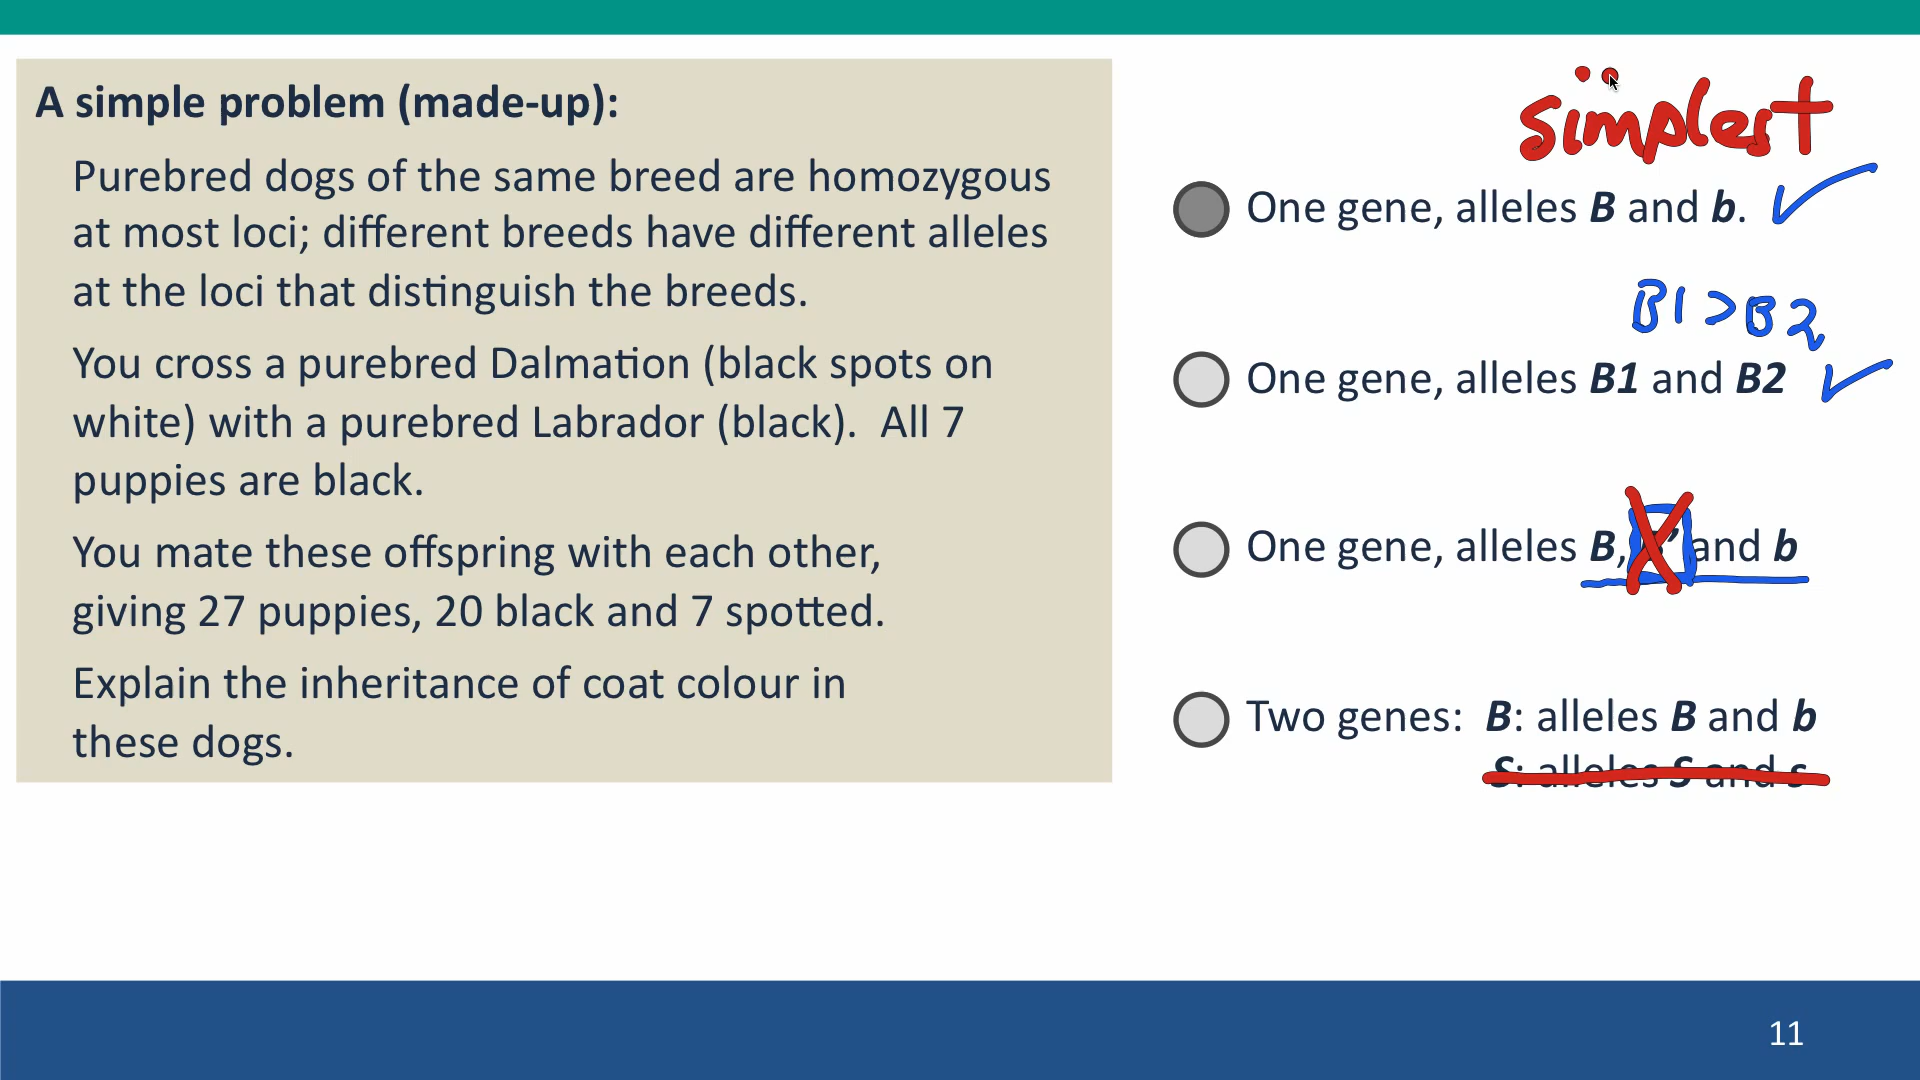 A simple problem (made-up):
Purebred dogs of the same breed are homozygous
at most loci; different breeds have different alleles
at the loci that distinguish the breeds.
You cross a purebred Dalmation (black spots on
white) with a purebred Labrador (black). All 7
puppies are black.
You mate these offspring with each other,
giving 27 puppies, 20 black and 7 spotted.
Explain the inheritance of coat colour in
these dogs.
simplest
One gene, alleles B and b.
B1 > B2
One gene, alleles B1 and B2
One gene, alleles B, and b
Two genes: B: alleles B and b
S: alleles S and s
11